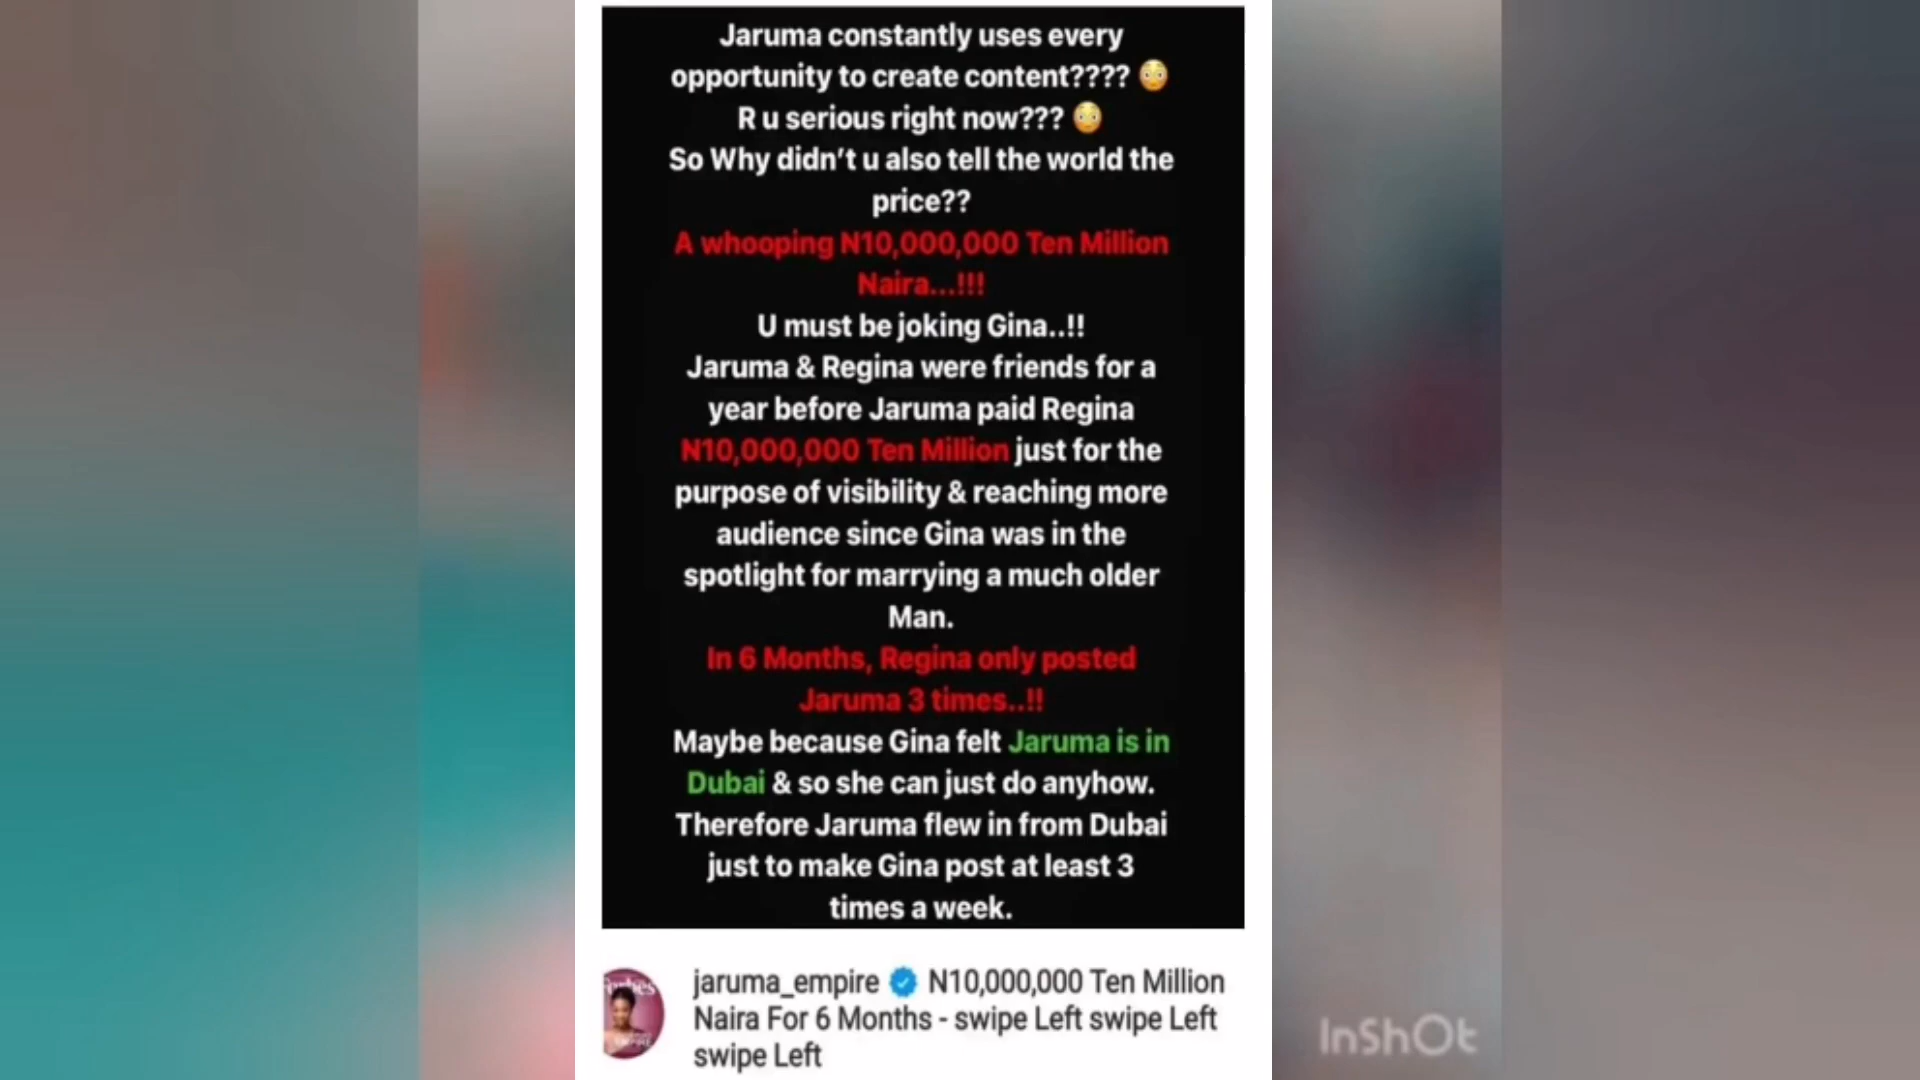 Jaruma constantly uses every
opportunity to create content???? 😳
R u serious right now??? 😳
So Why didn't u also tell the world the
price??
A whooping N10,000,000 Ten Million
Naira...!!!
U must be joking Gina..!!
Jaruma & Regina were friends for a
year before Jaruma paid Regina
N10,000,000 Ten Million just for the
purpose of visibility & reaching more
audience since Gina was in the
spotlight for marrying a much older
Man.
In 6 Months, Regina only posted
Jaruma 3 times..!!
Maybe because Gina felt Jaruma is in
Dubai & so she can just do anyhow.
Therefore Jaruma flew in from Dubai
just to make Gina post at least 3
times a week.
jaruma_empire N10,000,000 Ten Million
Naira For 6 Months - swipe Left swipe Left
swipe Left
InShOt